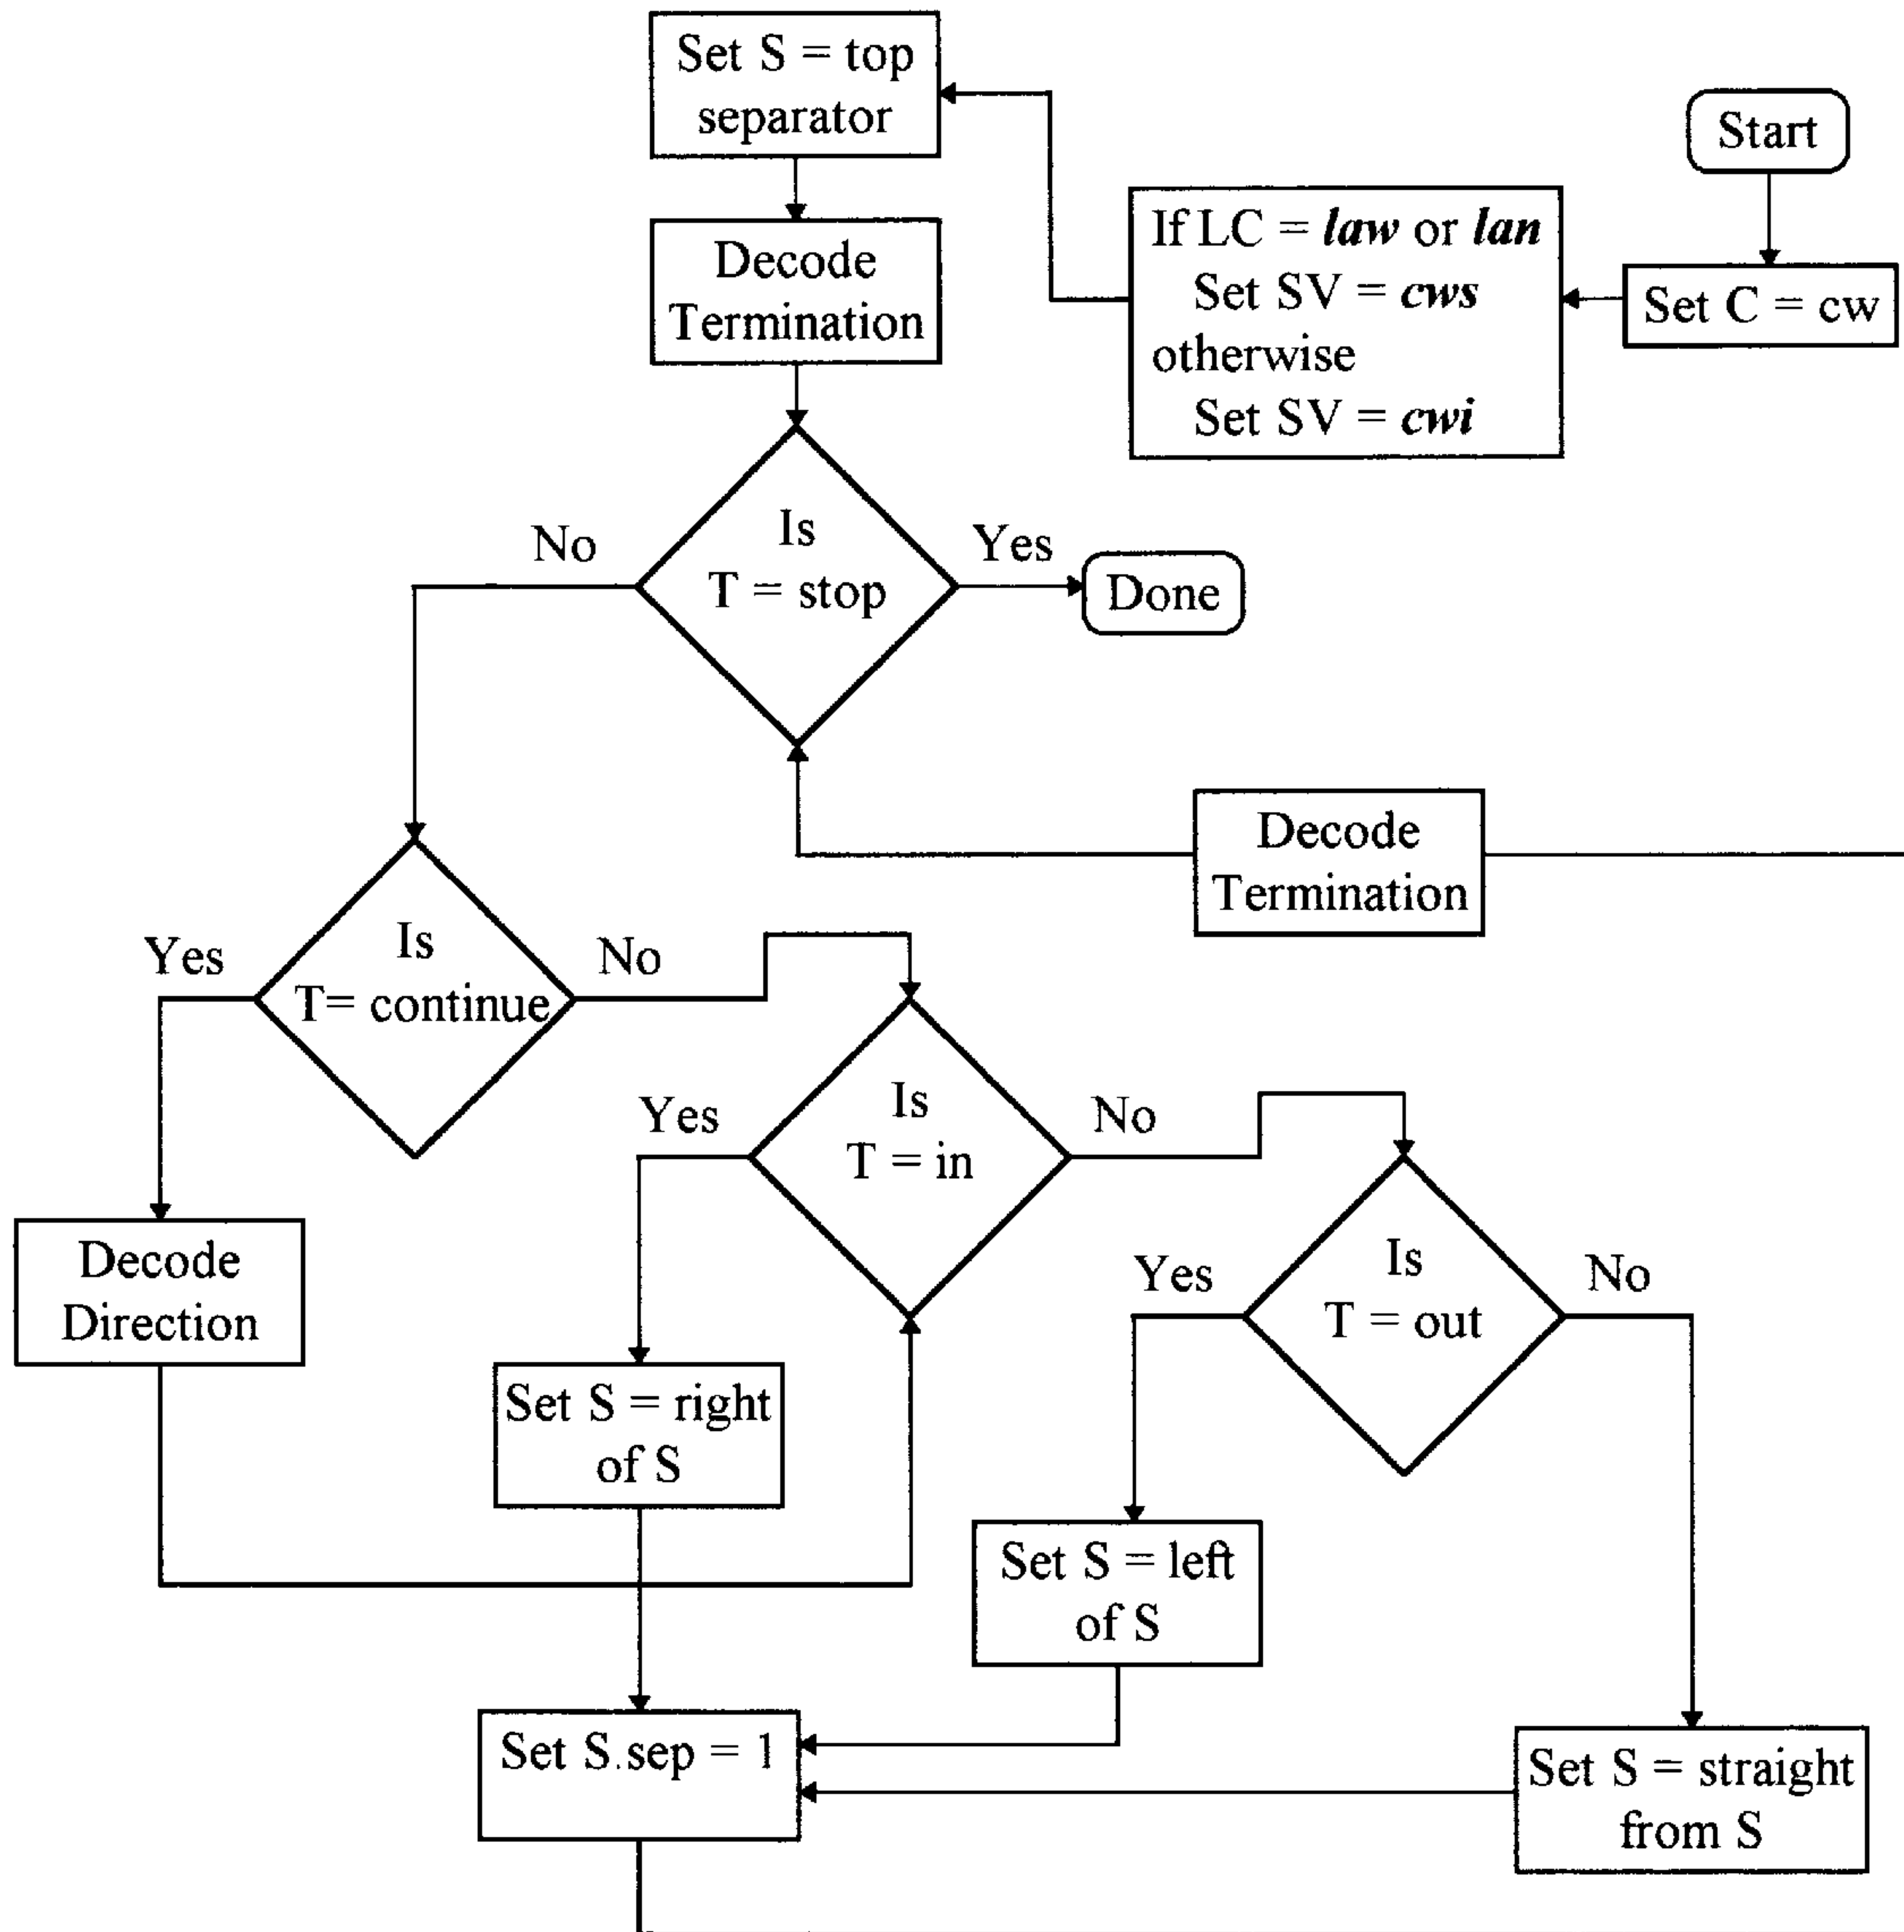 Set S = top
separator
Start
If LC = law or lan
Set SV = cws
otherwise
Set SV = cwi
Set C = cw
Decode
Termination
Is
T = stop
No
Yes
Done
Decode
Termination
Is
T= continue
Yes
No
Is
T = in
Yes
No
Is
T = out
Yes
No
Decode
Direction
Set S = right
of S
Set S = left
of S
Set S.sep = 1
Set S = straight
from S